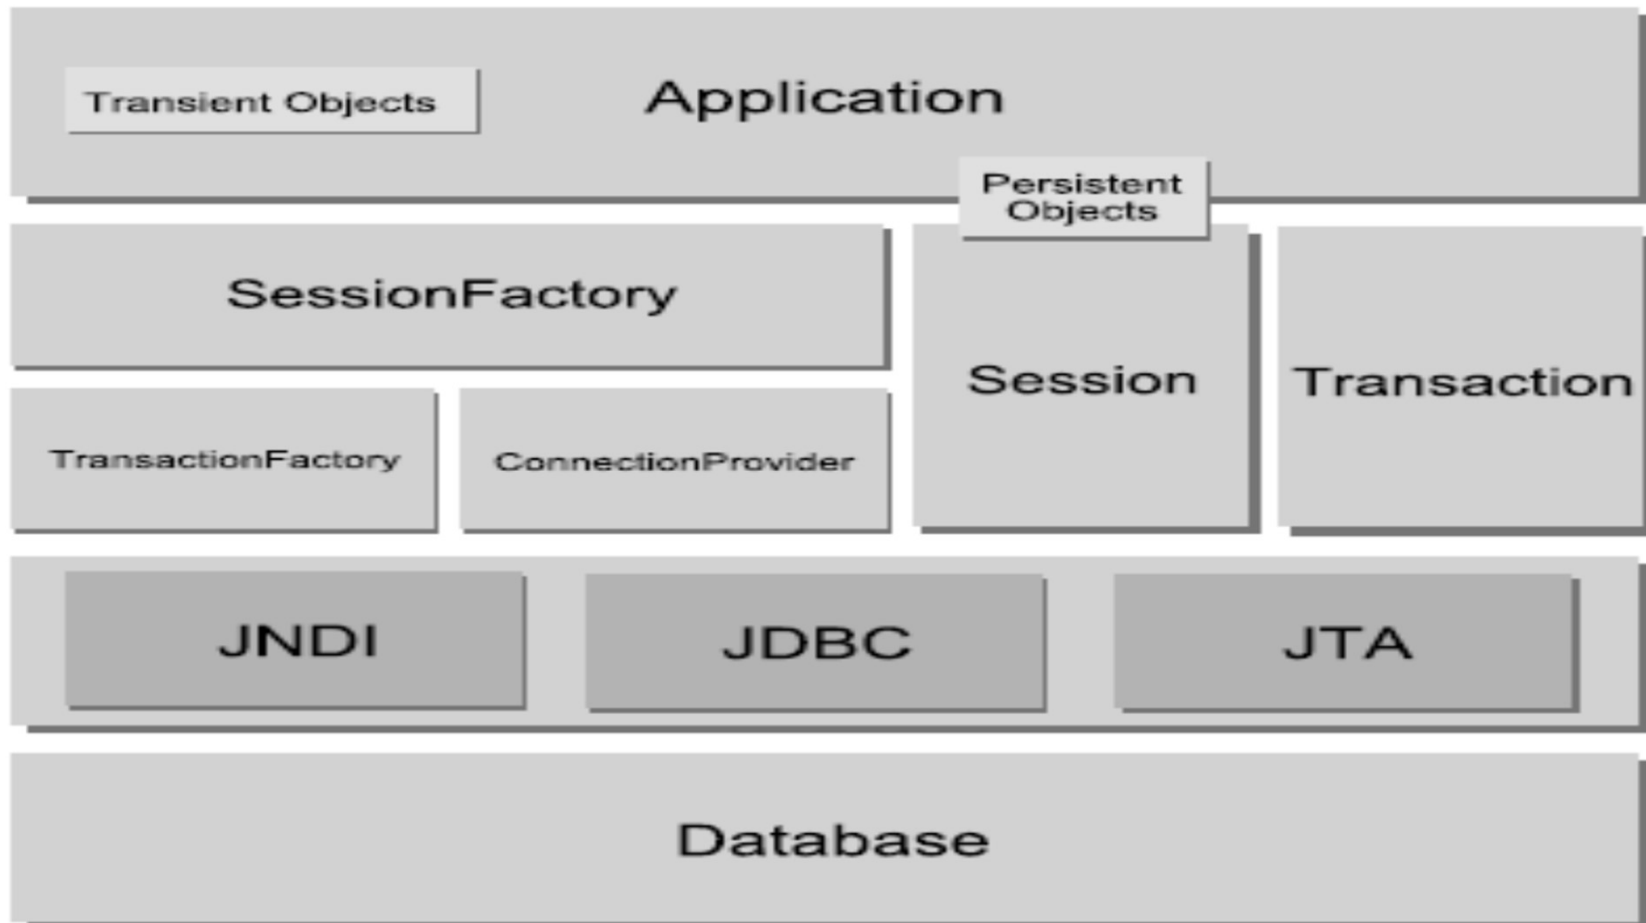 Transient Objects
Application
Persistent
Objects
SessionFactory
Session
Transaction
TransactionFactory
ConnectionProvider
JNDI
JDBC
JTA
Database